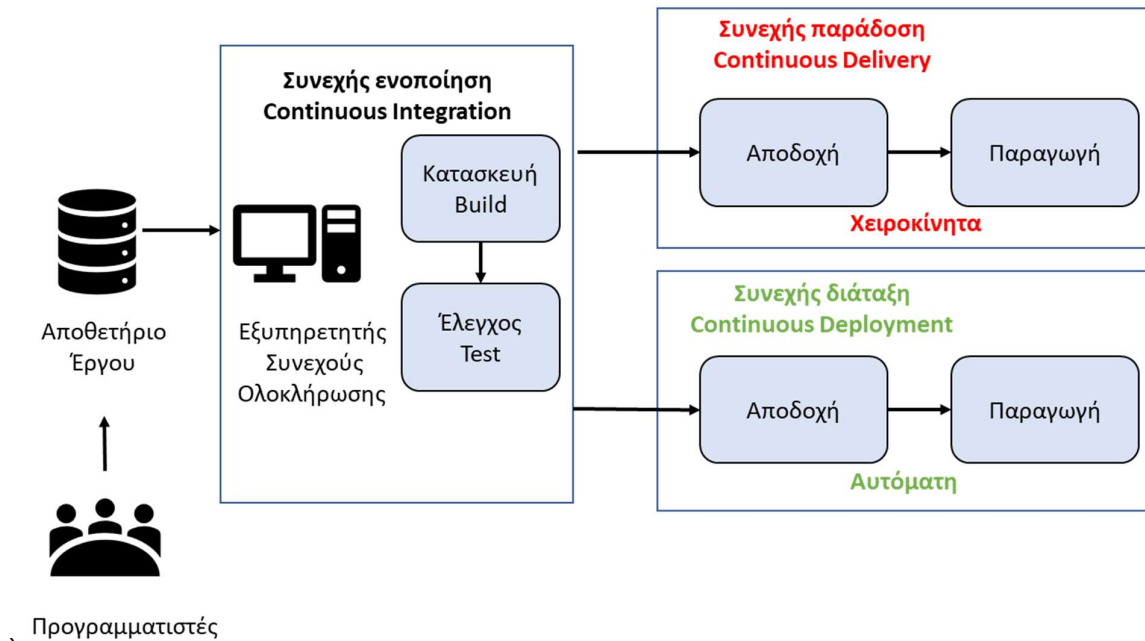 Συνεχής παράδοση
Continuous Delivery
Αποδοχή
Παραγωγή
Χειροκίνητα
Συνεχής ενοποίηση
Continuous Integration
Κατασκευή
Build
Έλεγχος
Test
Εξυπηρετητής
Συνεχούς
Ολοκλήρωσης
Αποθετήριο
Έργου
Συνεχής διάταξη
Continuous Deployment
Αποδοχή
Παραγωγή
Αυτόματη
Προγραμματιστές